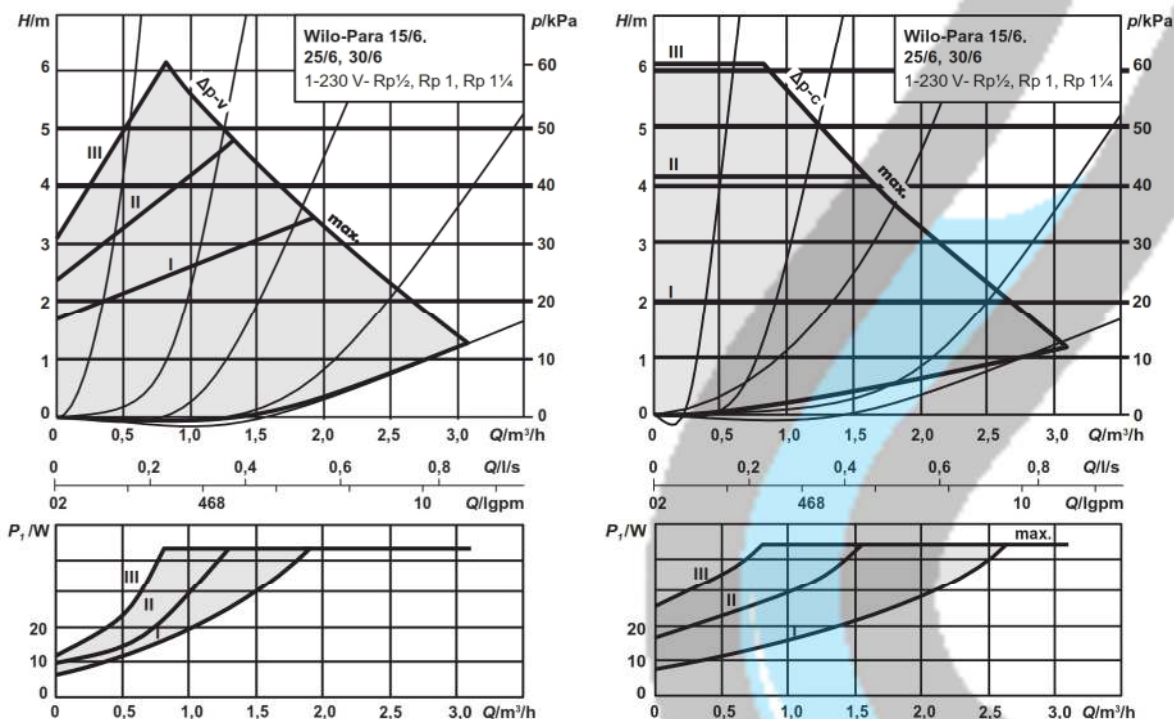 H/m
p/kPa
Wilo-Para 15/6,
25/6, 30/6
1-230 V- Rp½, Rp 1, Rp 1¼
Δp-v
max.
III
II
I
6
5
4
3
2
1
0
60
50
40
30
20
10
0
0 0,5 1,0 1,5 2,0 2,5 3,0 Q/m³/h
0 0,2 0,4 0,6 0,8 Q/l/s
02 468 10 Q/Igpm
P₁/W
III
II
I
20
10
0
0 0,5 1,0 1,5 2,0 2,5 3,0 Q/m³/h
H/m
p/kPa
Wilo-Para 15/6,
25/6, 30/6
1-230 V- Rp½, Rp 1, Rp 1¼
Δp-c
max.
III
II
I
6
5
4
3
2
1
0
60
50
40
30
20
10
0
0 0,5 1,0 1,5 2,0 2,5 3,0 Q/m³/h
0 0,2 0,4 0,6 0,8 Q/l/s
02 468 10 Q/Igpm
P₁/W
max.
III
II
I
20
10
0
0 0,5 1,0 1,5 2,0 2,5 3,0 Q/m³/h